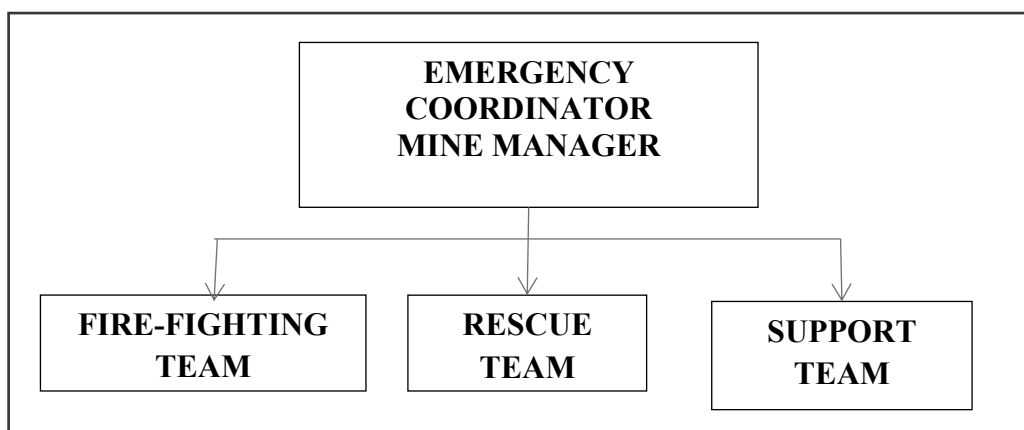 EMERGENCY
COORDINATOR
MINE MANAGER
FIRE-FIGHTING
TEAM
RESCUE
TEAM
SUPPORT
TEAM